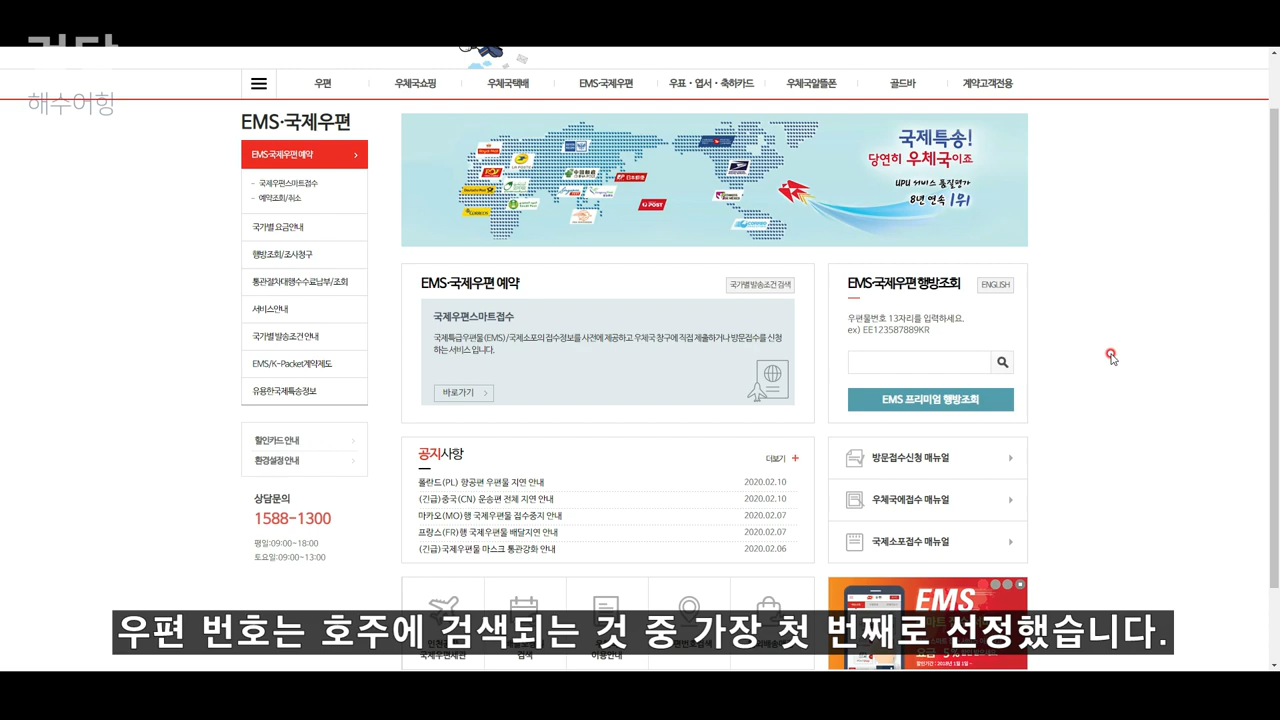 해수어힝
우편
우체국쇼핑
우체국택배
EMS·국제우편
우표·엽서·축하카드
우체국알뜰폰
골드바
계약고객전용
EMS·국제우편
EMS·국제우편 예약
- 국제우편스마트접수
- 예약조회/취소
국가별 요금안내
행방조회/조사청구
통관절차대행수수료납부/조회
서비스안내
국가별 발송조건 안내
EMS/K-Packet계약제도
유용한국제특송정보
할인카드 안내
환경설정 안내
상담문의
1588-1300
평일:09:00~18:00
토요일:09:00~13:00
국제특송!
당연히 우체국이죠
UPU 서비스 품질평가
8년 연속 1위
EMS·국제우편 예약
국가별 발송조건 검색
국제우편스마트접수
국제특급우편물(EMS)/국제소포의 접수정보를 사전에 제공하고 우체국 창구에 직접 제출하거나 방문접수를 신청
하는 서비스 입니다.
바로가기
EMS·국제우편 행방조회
ENGLISH
우편물번호 13자리를 입력하세요.
ex) EE123587889KR
EMS 프리미엄 행방조회
공지사항
더보기 +
폴란드(PL) 항공편 우편물 지연 안내 2020.02.10
(긴급)중국(CN) 운송편 전체 지연 안내 2020.02.10
마카오(MO)행 국제우편물 접수중지 안내 2020.02.07
프랑스(FR)행 국제우편물 배달지연 안내 2020.02.07
(긴급)국제우편물 마스크 통관강화 안내 2020.02.06
방문접수신청 매뉴얼
우체국에접수 매뉴얼
국제소포접수 매뉴얼
EMS
우편 번호는 호주에 검색되는 것 중 가장 첫 번째로 선정했습니다.
국제우편세관
검색
이용안내